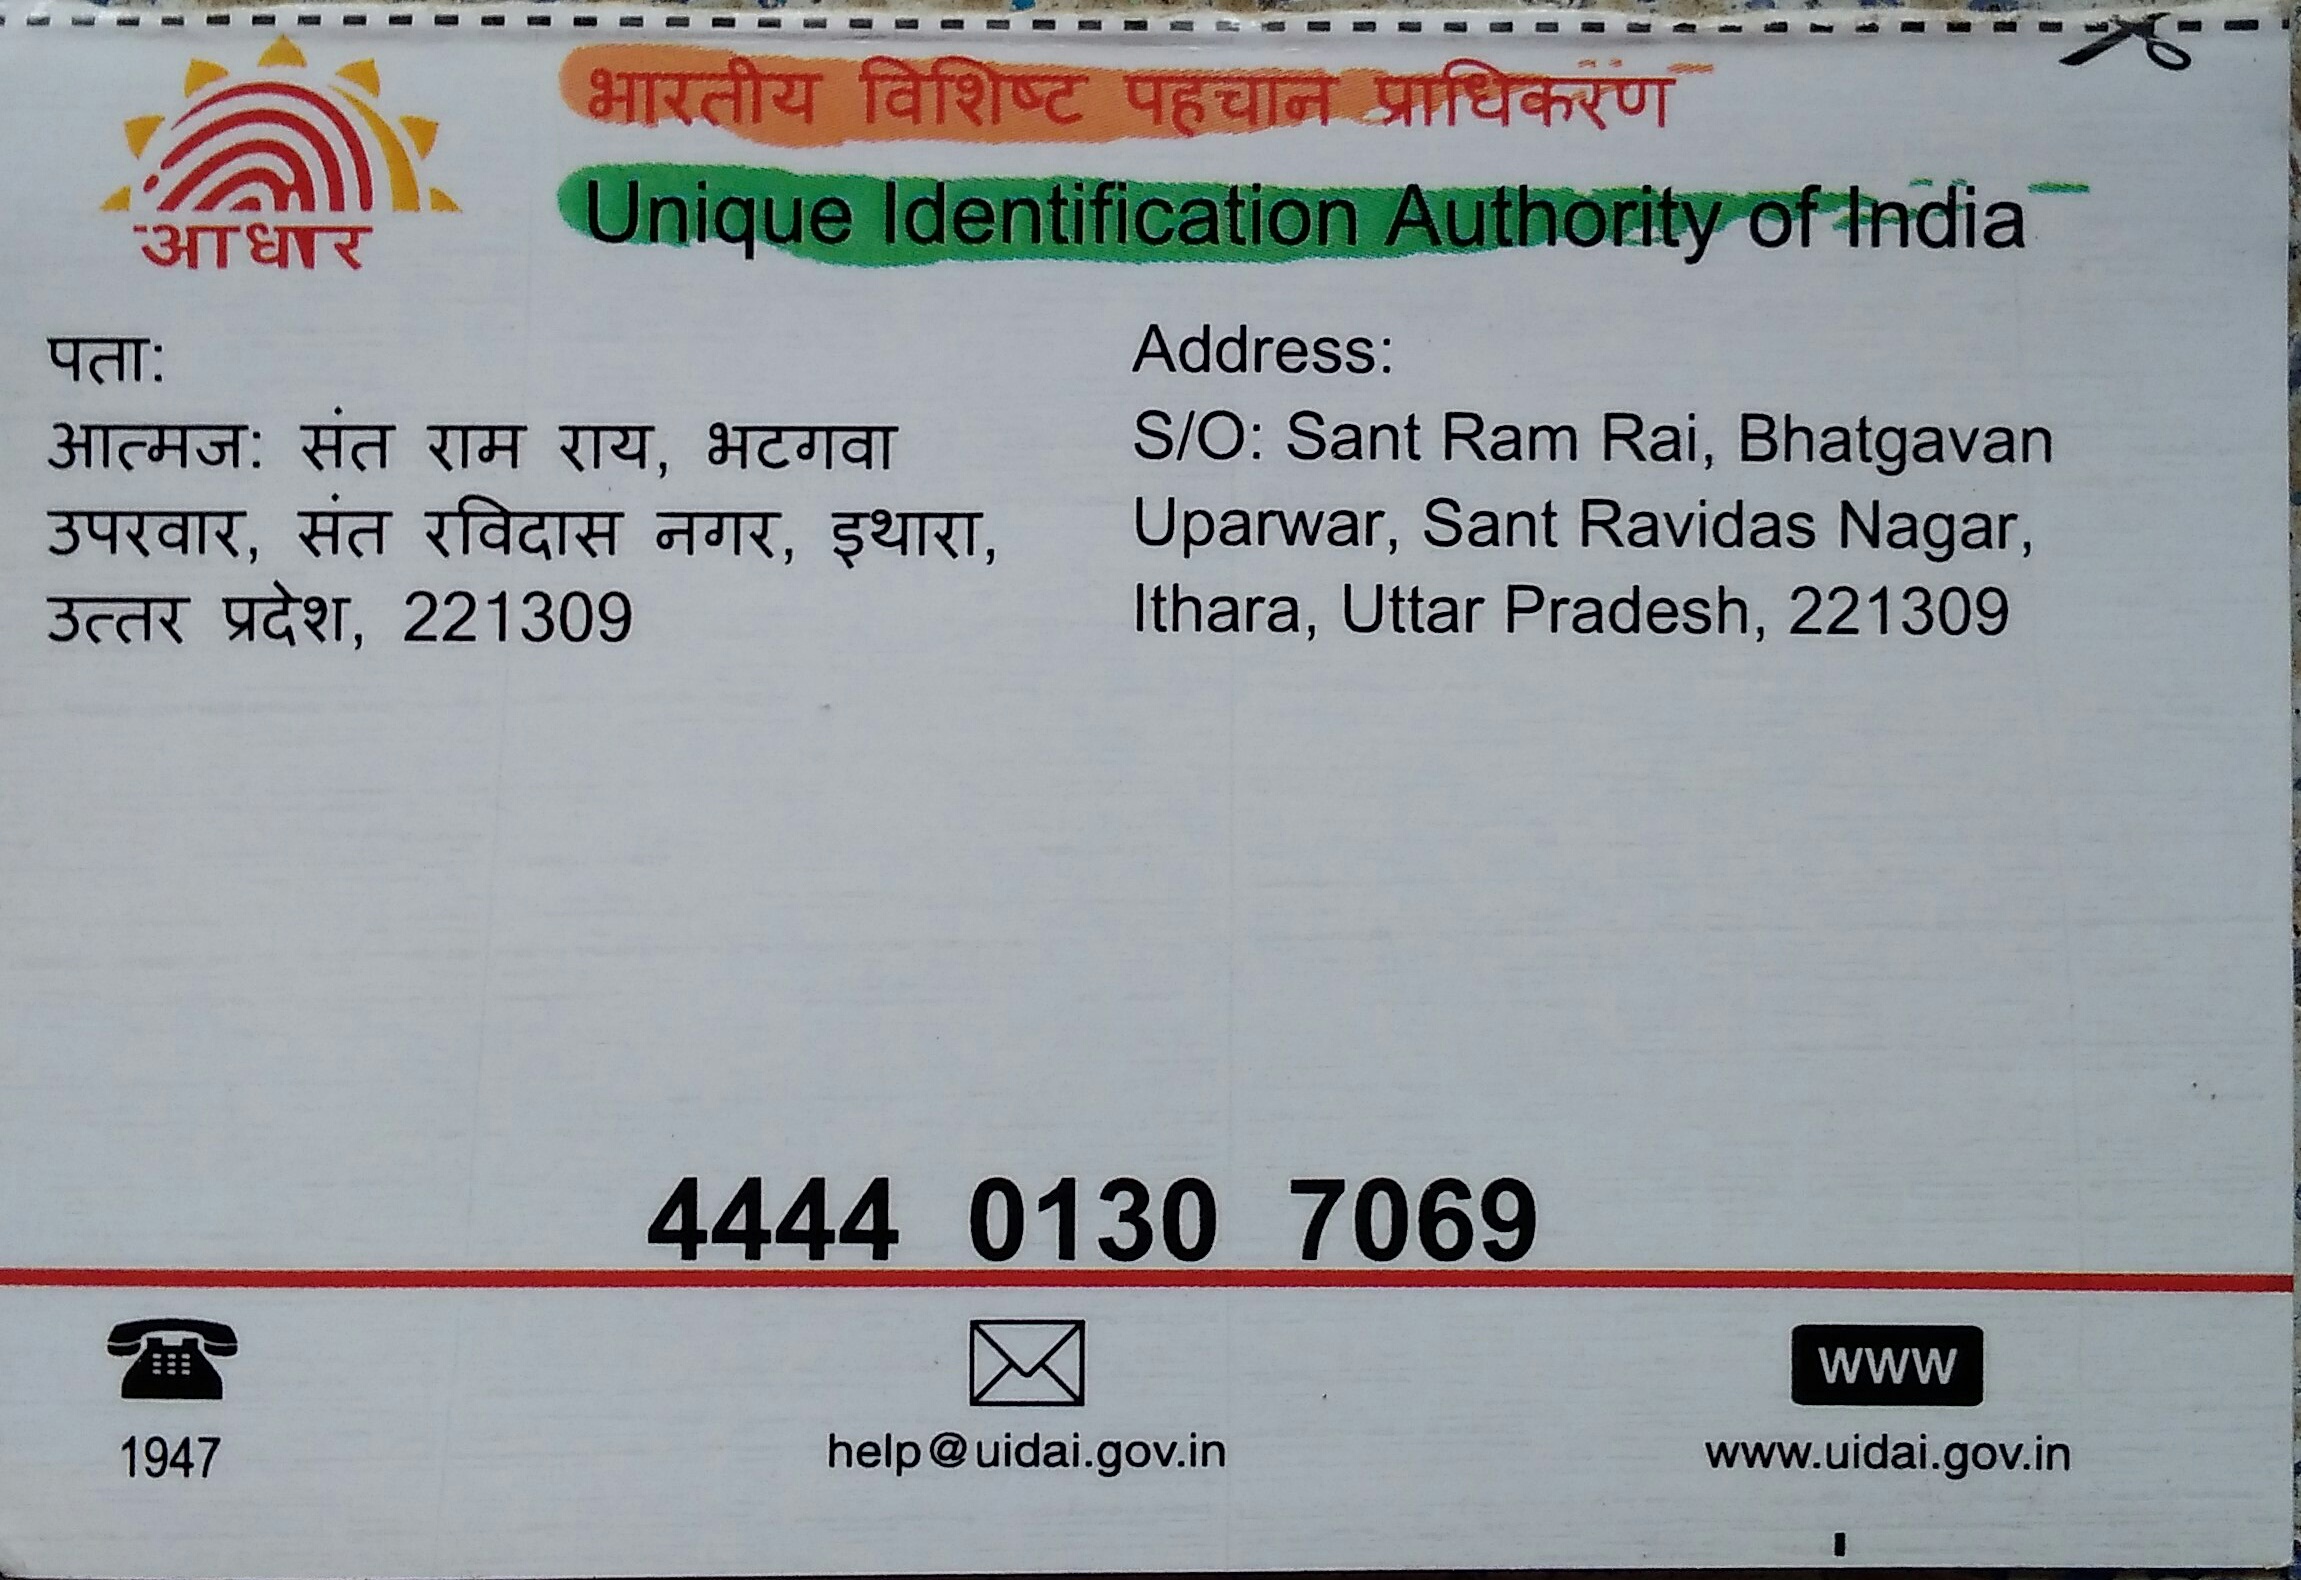 आधार
भारतीय विशिष्ट पहचान प्राधिकरण
Unique Identification Authority of India
पता:
आत्मज: संत राम राय, भटगवा
उपरवार, संत रविदास नगर, इथारा,
उत्तर प्रदेश, 221309
Address:
S/O: Sant Ram Rai, Bhatgavan
Uparwar, Sant Ravidas Nagar,
Ithara, Uttar Pradesh, 221309
4444 0130 7069
www
1947
help@uidai.gov.in
www.uidai.gov.in